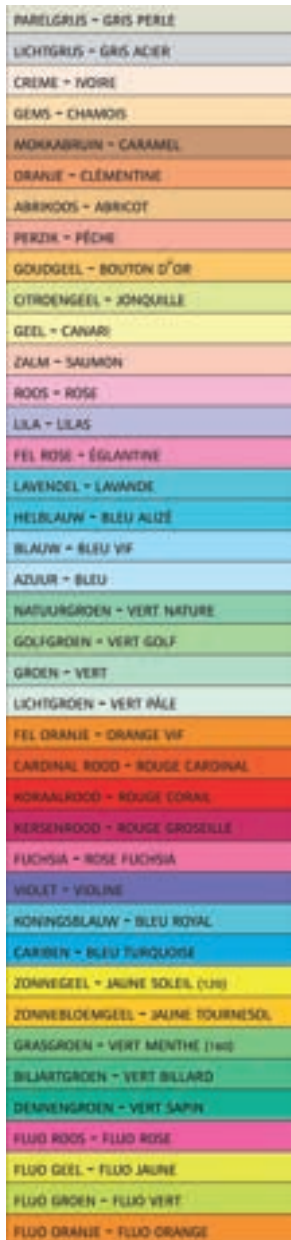 PARELGRIJS - GRIS PERLE
LICHTGRIJS - GRIS ACIER
CREME - IVOIRE
GEMS - CHAMOIS
MOKKABRUIN - CARAMEL
ORANJE - CLÉMENTINE
ABRIKOOS - ABRICOT
PERZIK - PÊCHE
GOUDGEEL - BOUTON D'OR
CITROENGEEL - JONQUILLE
GEEL - CANARI
ZALM - SAUMON
ROOS - ROSE
LILA - LILAS
FEL ROSE - ÉGLANTINE
LAVENDEL - LAVANDE
HELBLAUW - BLEU ALIZÉ
BLAUW - BLEU VIF
AZUUR - BLEU
NATUURGROEN - VERT NATURE
GOLFGROEN - VERT GOLF
GROEN - VERT
LICHTGROEN - VERT PÂLE
FEL ORANJE - ORANGE VIF
CARDINAL ROOD - ROUGE CARDINAL
KORAALROOD - ROUGE CORAIL
KERSENROOD - ROUGE GROSEILLE
FUCHSIA - ROSE FUCHSIA
VIOLET - VIOLINE
KONINGSBLAUW - BLEU ROYAL
CARIBEN - BLEU TURQUOISE
ZONNEGEEL - JAUNE SOLEIL (120)
ZONNEBLOEMGEEL - JAUNE TOURNESOL
GRASGROEN - VERT MENTHE (160)
BILJARTGROEN - VERT BILLARD
DENNENGROEN - VERT SAPIN
FLUO ROOS - FLUO ROSE
FLUO GEEL - FLUO JAUNE
FLUO GROEN - FLUO VERT
FLUO ORANJE - FLUO ORANGE